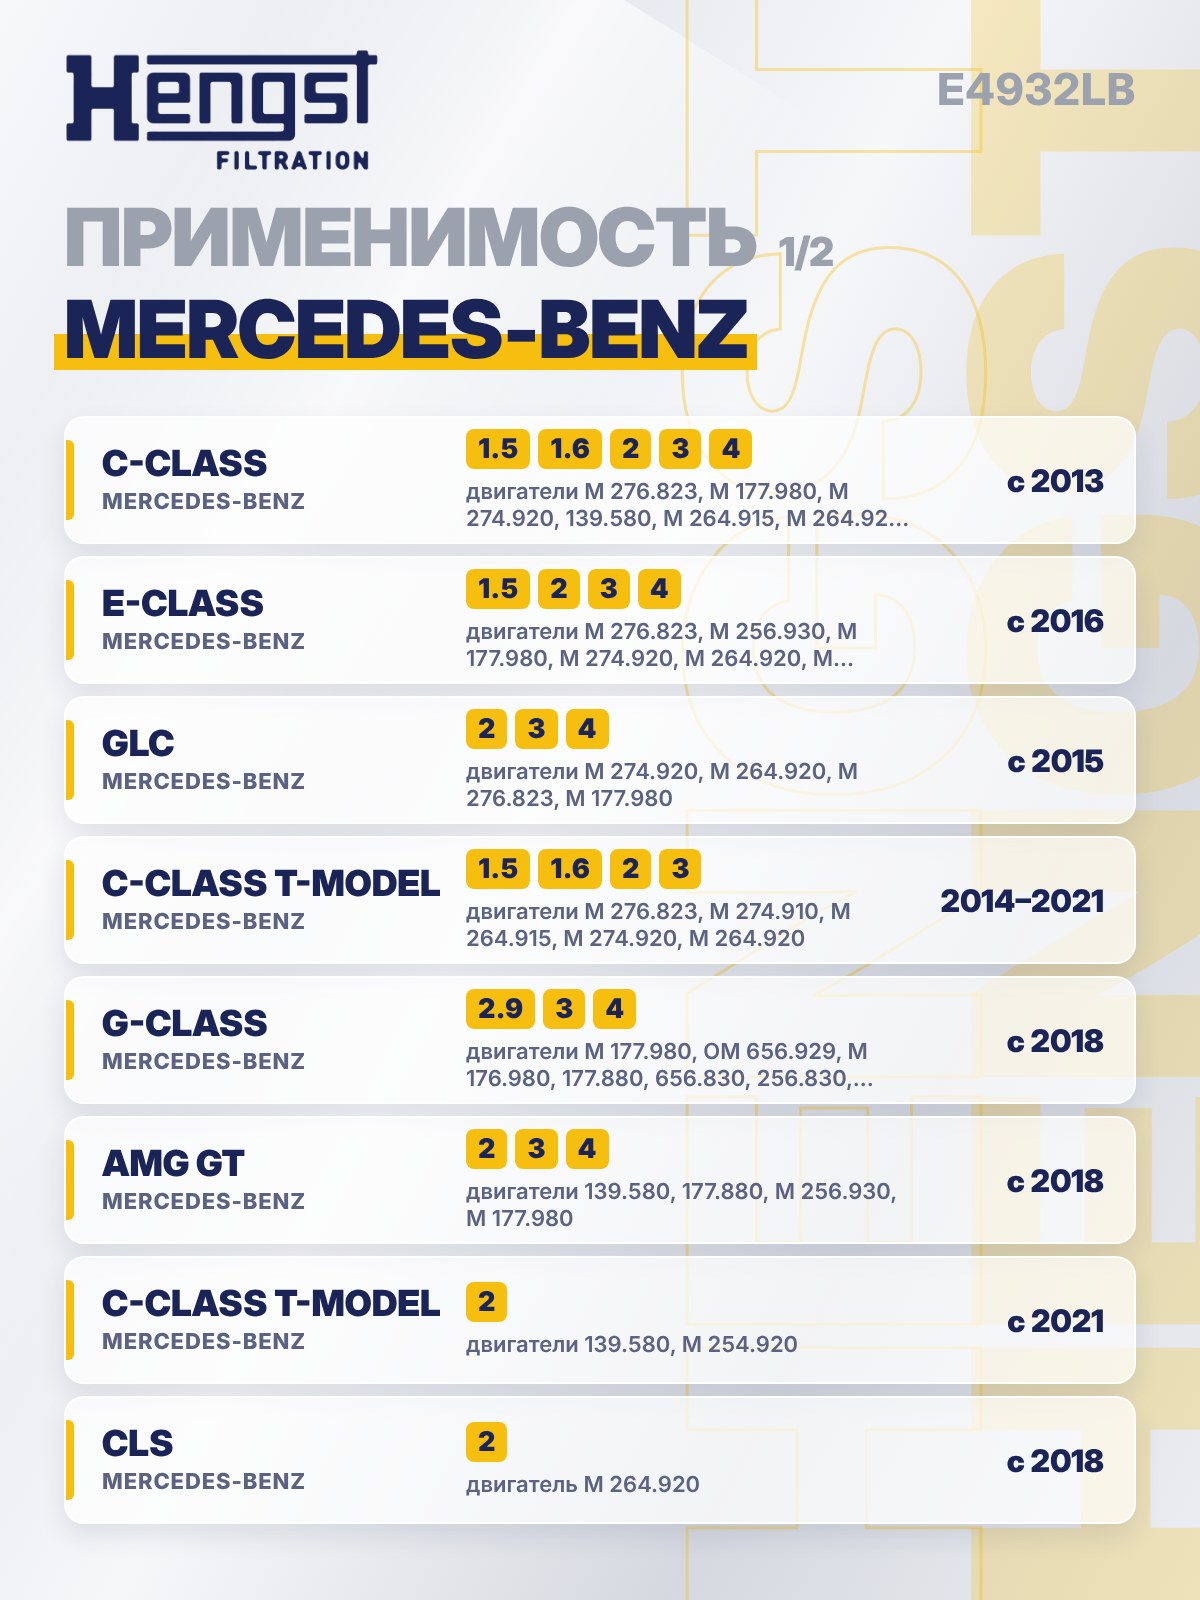 Hengst
FILTRATION
E4932LB
ПРИМЕНИМОСТЬ 1/2
MERCEDES-BENZ
C-CLASS
MERCEDES-BENZ
1.5 1.6 2 3 4
двигатели M 276.823, M 177.980, M
274.920, 139.580, M 264.915, M 264.92...
с 2013
E-CLASS
MERCEDES-BENZ
1.5 2 3 4
двигатели M 276.823, M 256.930, M
177.980, M 274.920, M 264.920, M...
с 2016
GLC
MERCEDES-BENZ
2 3 4
двигатели M 274.920, M 264.920, M
276.823, M 177.980
с 2015
C-CLASS T-MODEL
MERCEDES-BENZ
1.5 1.6 2 3
двигатели M 276.823, M 274.910, M
264.915, M 274.920, M 264.920
2014–2021
G-CLASS
MERCEDES-BENZ
2.9 3 4
двигатели M 177.980, OM 656.929, M
176.980, 177.880, 656.830, 256.830,...
с 2018
AMG GT
MERCEDES-BENZ
2 3 4
двигатели 139.580, 177.880, M 256.930,
M 177.980
с 2018
C-CLASS T-MODEL
MERCEDES-BENZ
2
двигатели 139.580, M 254.920
с 2021
CLS
MERCEDES-BENZ
2
двигатель M 264.920
с 2018